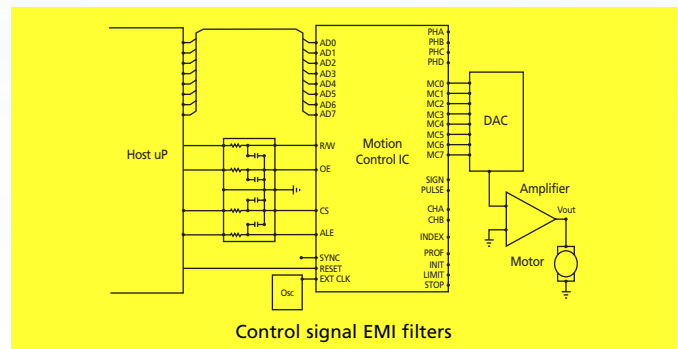 Host uP
AD0
AD1
AD2
AD3
AD4
AD5
AD6
AD7
R/W
OE
CS
ALE
SYNC
RESET
EXT CLK
Osc
Motion
Control IC
PHA
PHB
PHC
PHD
MC0
MC1
MC2
MC3
MC4
MC5
MC6
MC7
SIGN
PULSE
CHA
CHB
INDEX
PROF
INIT
LIMIT
STOP
DAC
Amplifier
Vout
Motor
Control signal EMI filters